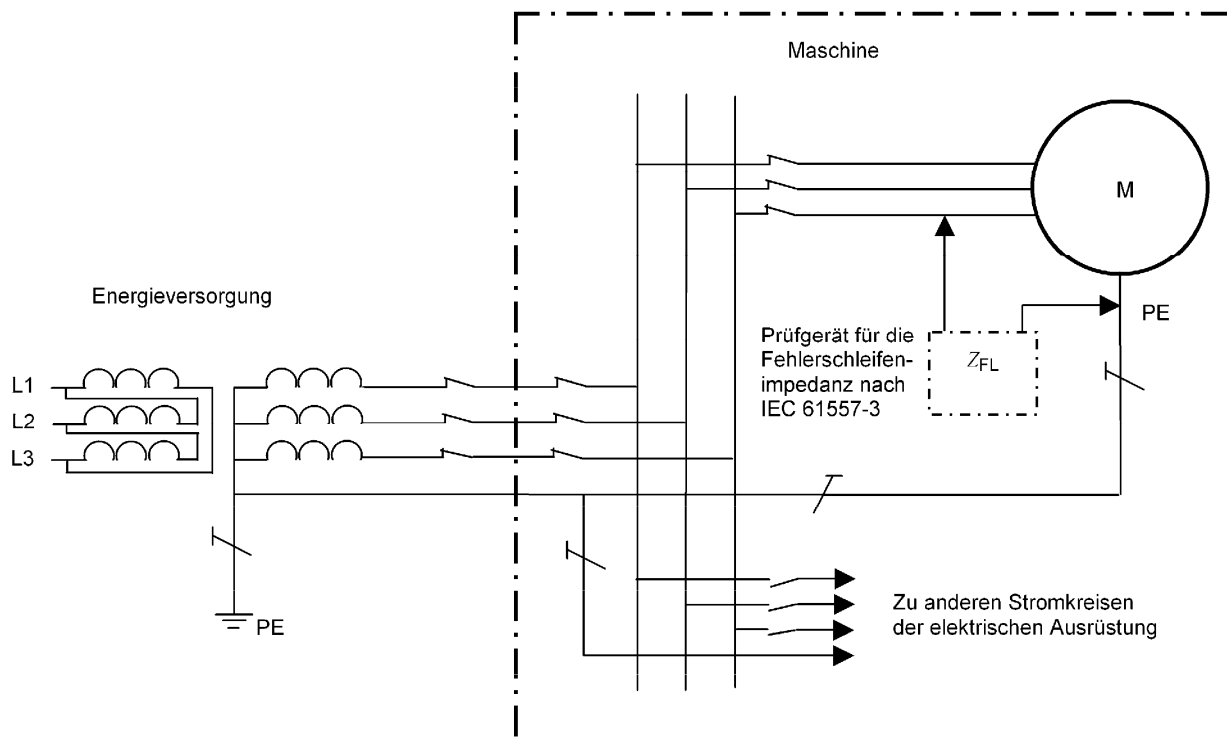 Maschine
M
Energieversorgung
PE
Prüfgerät für die
Fehlerschleifen-
impedanz nach
IEC 61557-3
Z_FL
L1
L2
L3
PE
Zu anderen Stromkreisen
der elektrischen Ausrüstung